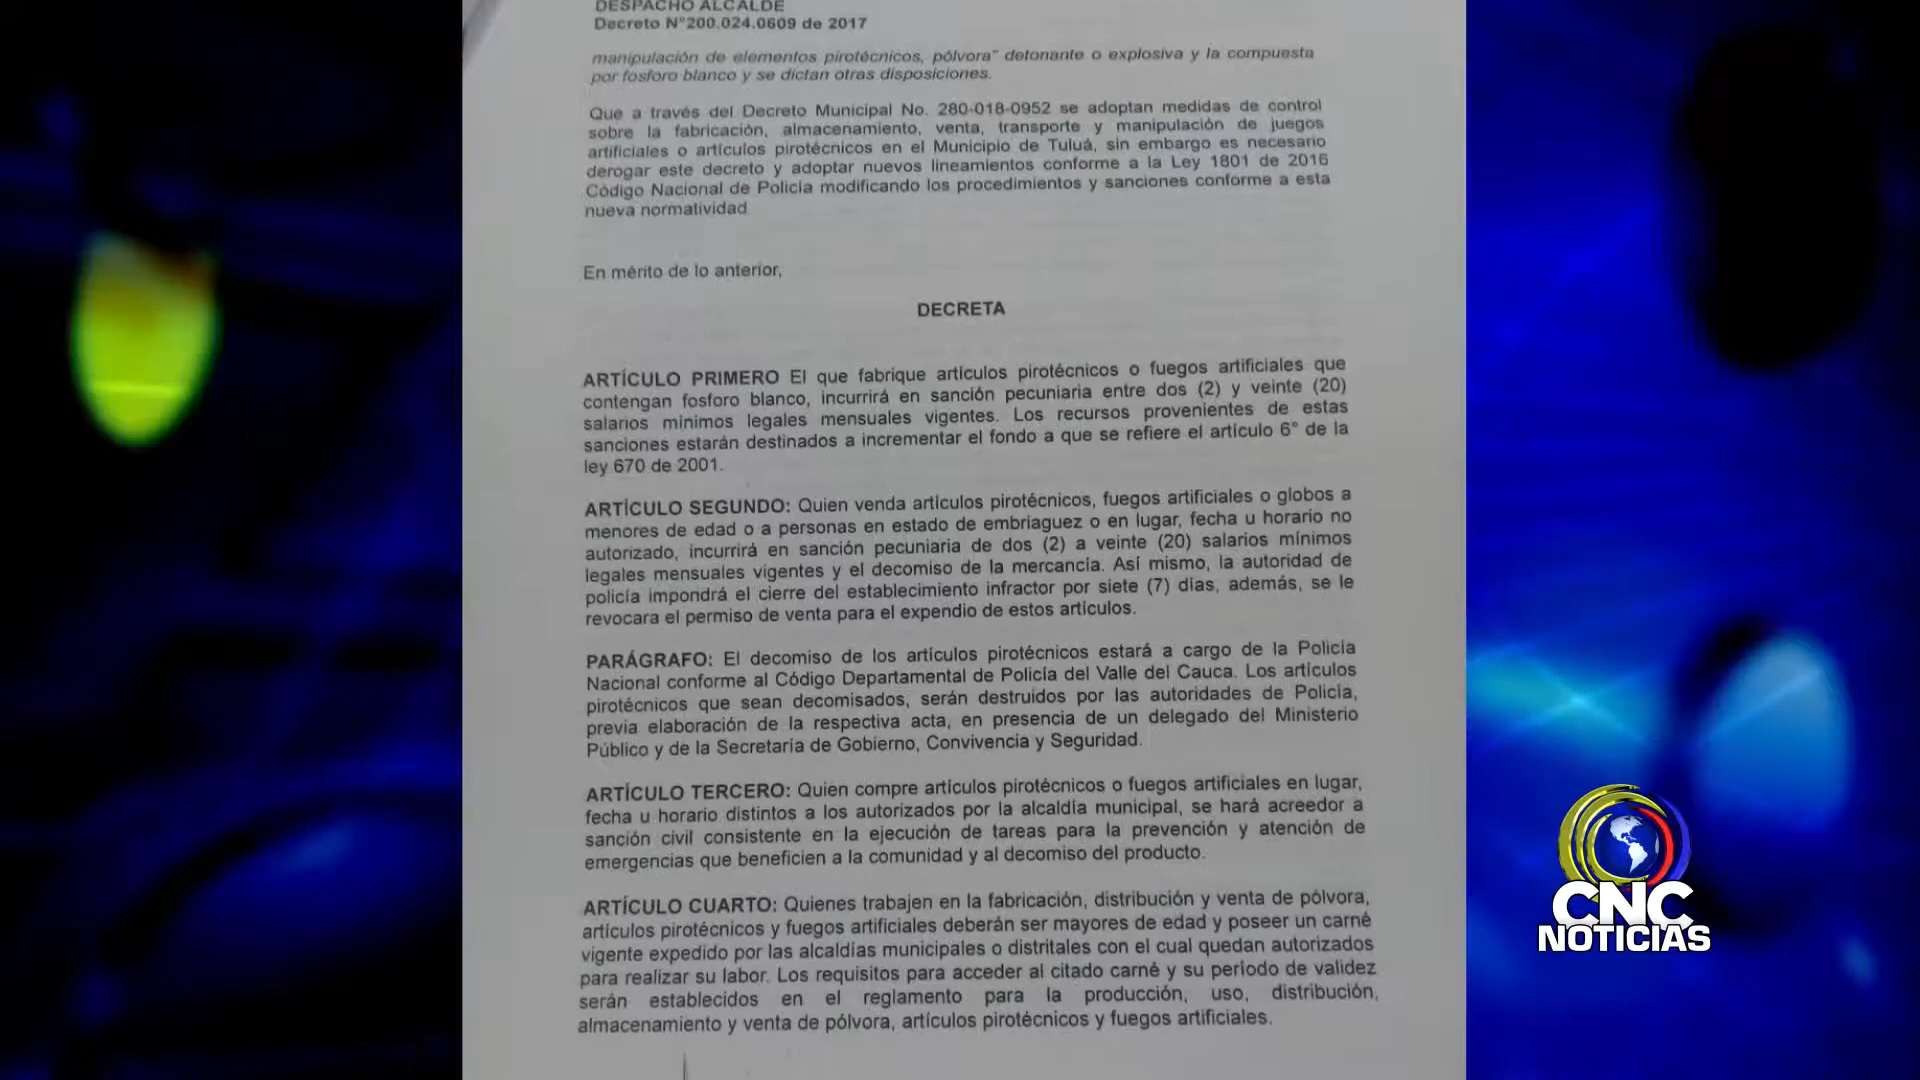 DESPACHO ALCALDE
Decreto N°200.024.0609 de 2017
manipulación de elementos pirotécnicos, pólvora" detonante o explosiva y la compuesta
por fosforo blanco y se dictan otras disposiciones.
Que a través del Decreto Municipal No. 280-018-0952 se adoptan medidas de control
sobre la fabricación, almacenamiento, venta, transporte y manipulación de juegos
artificiales o artículos pirotécnicos en el Municipio de Tuluá, sin embargo es necesario
derogar este decreto y adoptar nuevos lineamientos conforme a la Ley 1801 de 2016
Código Nacional de Policía modificando los procedimientos y sanciones conforme a esta
nueva normatividad
En mérito de lo anterior,
DECRETA
ARTÍCULO PRIMERO El que fabrique artículos pirotécnicos o fuegos artificiales que
contengan fosforo blanco, incurrirá en sanción pecuniaria entre dos (2) y veinte (20)
salarios mínimos legales mensuales vigentes. Los recursos provenientes de estas
sanciones estarán destinados a incrementar el fondo a que se refiere el artículo 6° de la
ley 670 de 2001.
ARTÍCULO SEGUNDO: Quien venda artículos pirotécnicos, fuegos artificiales o globos a
menores de edad o a personas en estado de embriaguez o en lugar, fecha u horario no
autorizado, incurrirá en sanción pecuniaria de dos (2) a veinte (20) salarios mínimos
legales mensuales vigentes y el decomiso de la mercancía. Así mismo, la autoridad de
policía impondrá el cierre del establecimiento infractor por siete (7) días, además, se le
revocara el permiso de venta para el expendio de estos artículos.
PARÁGRAFO: El decomiso de los artículos pirotécnicos estará a cargo de la Policía
Nacional conforme al Código Departamental de Policía del Valle del Cauca. Los artículos
pirotécnicos que sean decomisados, serán destruidos por las autoridades de Policía,
previa elaboración de la respectiva acta, en presencia de un delegado del Ministerio
Público y de la Secretaría de Gobierno, Convivencia y Seguridad.
ARTÍCULO TERCERO: Quien compre artículos pirotécnicos o fuegos artificiales en lugar,
fecha u horario distintos a los autorizados por la alcaldía municipal, se hará acreedor a
sanción civil consistente en la ejecución de tareas para la prevención y atención de
emergencias que beneficien a la comunidad y al decomiso del producto.
ARTÍCULO CUARTO: Quienes trabajen en la fabricación, distribución y venta de pólvora,
artículos pirotécnicos y fuegos artificiales deberán ser mayores de edad y poseer un carné
vigente expedido por las alcaldías municipales o distritales con el cual quedan autorizados
para realizar su labor. Los requisitos para acceder al citado carné y su período de validez
serán establecidos en el reglamento para la producción, uso, distribución,
almacenamiento y venta de pólvora, artículos pirotécnicos y fuegos artificiales.
CNC
NOTICIAS